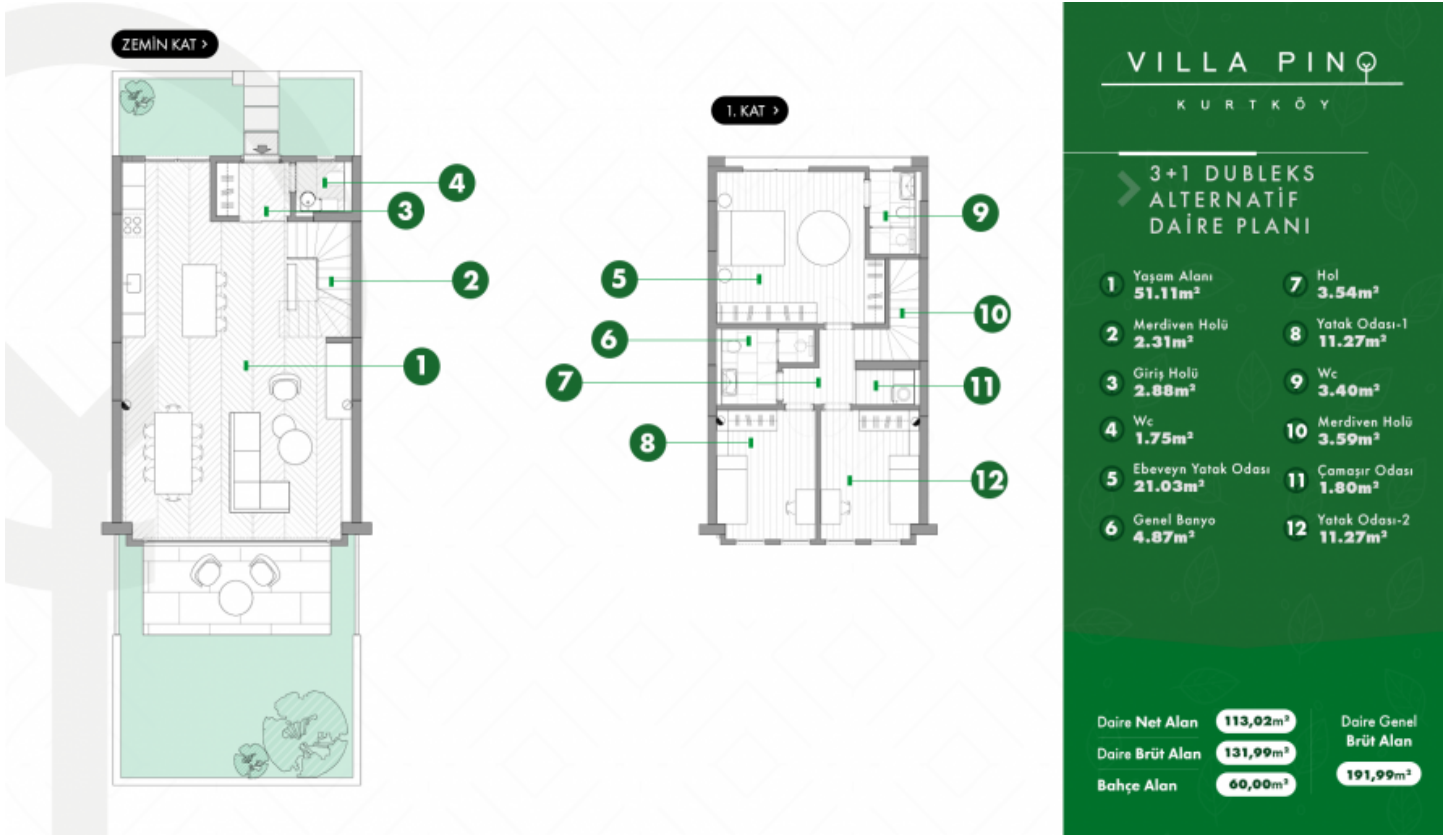 ZEMİN KAT >
4
3
2
1
1. KAT >
9
5
10
6
7
11
8
12
VILLA PINO
KURTKÖY
3+1 DUBLEKS
ALTERNATİF
DAİRE PLANI
1 Yaşam Alanı
51.11m²
2 Merdiven Holü
2.31m²
3 Giriş Holü
2.88m²
4 Wc
1.75m²
5 Ebeveyn Yatak Odası
21.03m²
6 Genel Banyo
4.87m²
7 Hol
3.54m²
8 Yatak Odası-1
11.27m²
9 Wc
3.40m²
10 Merdiven Holü
3.59m²
11 Çamaşır Odası
1.80m²
12 Yatak Odası-2
11.27m²
Daire Net Alan 113,02m²
Daire Brüt Alan 131,99m²
Bahçe Alan 60,00m²
Daire Genel
Brüt Alan
191,99m²